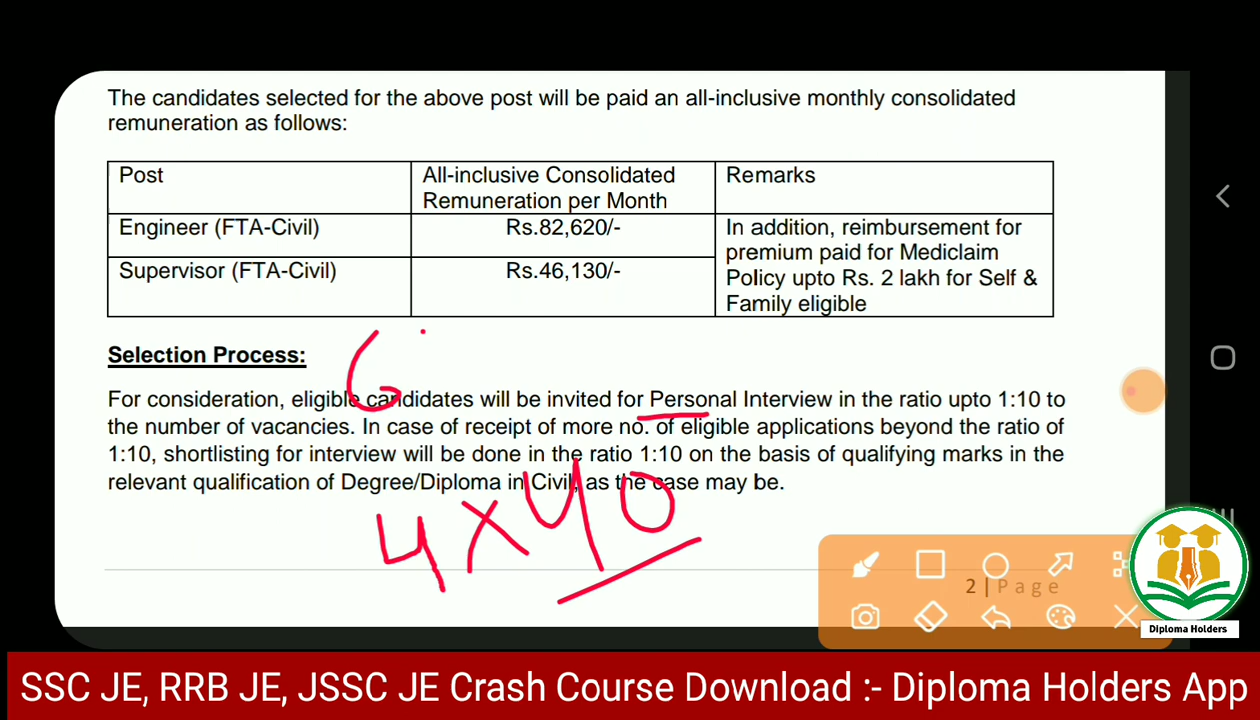 The candidates selected for the above post will be paid an all-inclusive monthly consolidated
remuneration as follows:
Post All-inclusive Consolidated Remuneration per Month Remarks
Engineer (FTA-Civil) Rs.82,620/- In addition, reimbursement for
premium paid for Mediclaim
Supervisor (FTA-Civil) Rs.46,130/- Policy upto Rs. 2 lakh for Self &
Family eligible
Selection Process:
6
For consideration, eligible candidates will be invited for Personal Interview in the ratio upto 1:10 to
the number of vacancies. In case of receipt of more no. of eligible applications beyond the ratio of
1:10, shortlisting for interview will be done in the ratio 1:10 on the basis of qualifying marks in the
relevant qualification of Degree/Diploma in Civil, as the case may be.
4 x 40
2 | Page
Diploma Holders
SSC JE, RRB JE, JSSC JE Crash Course Download :- Diploma Holders App